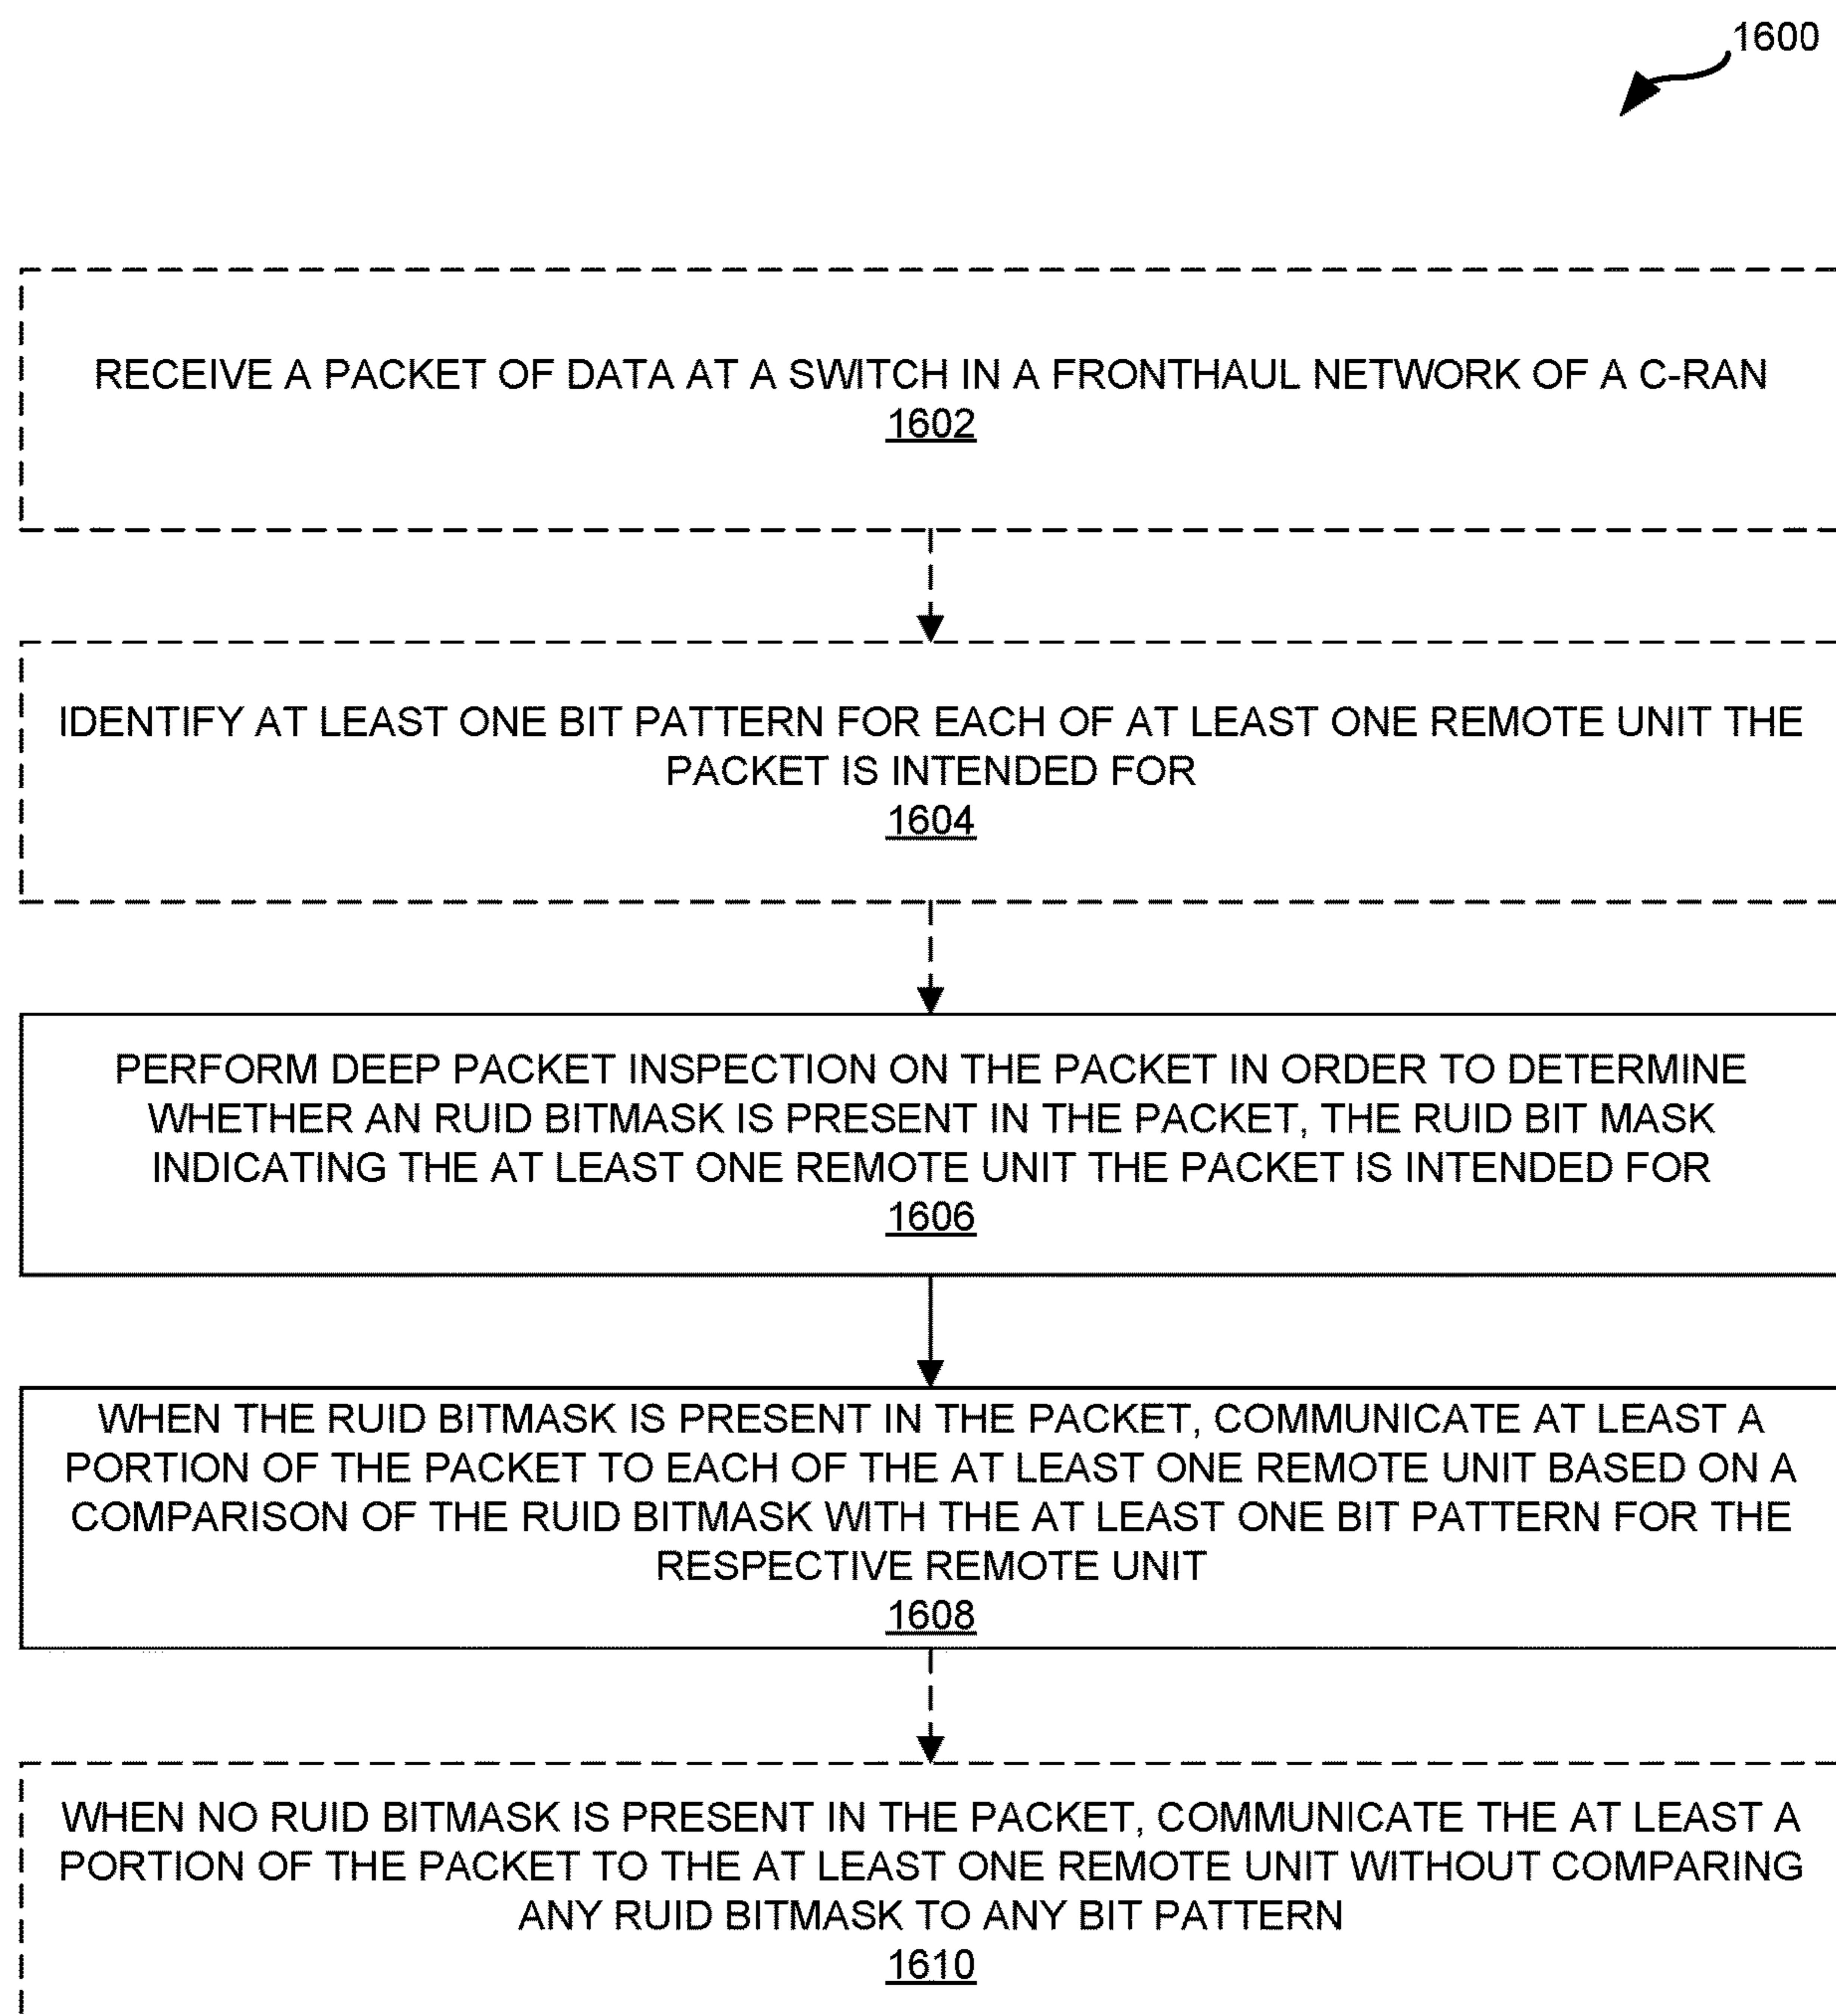 1600
RECEIVE A PACKET OF DATA AT A SWITCH IN A FRONTHAUL NETWORK OF A C-RAN
1602
IDENTIFY AT LEAST ONE BIT PATTERN FOR EACH OF AT LEAST ONE REMOTE UNIT THE
PACKET IS INTENDED FOR
1604
PERFORM DEEP PACKET INSPECTION ON THE PACKET IN ORDER TO DETERMINE
WHETHER AN RUID BITMASK IS PRESENT IN THE PACKET, THE RUID BIT MASK
INDICATING THE AT LEAST ONE REMOTE UNIT THE PACKET IS INTENDED FOR
1606
WHEN THE RUID BITMASK IS PRESENT IN THE PACKET, COMMUNICATE AT LEAST A
PORTION OF THE PACKET TO EACH OF THE AT LEAST ONE REMOTE UNIT BASED ON A
COMPARISON OF THE RUID BITMASK WITH THE AT LEAST ONE BIT PATTERN FOR THE
RESPECTIVE REMOTE UNIT
1608
WHEN NO RUID BITMASK IS PRESENT IN THE PACKET, COMMUNICATE THE AT LEAST A
PORTION OF THE PACKET TO THE AT LEAST ONE REMOTE UNIT WITHOUT COMPARING
ANY RUID BITMASK TO ANY BIT PATTERN
1610